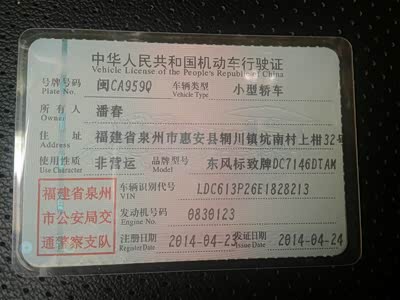 中华人民共和国机动车行驶证
Vehicle License of the People's Republic of China
号牌号码 闽CA959Q 车辆类型 小型轿车
Plate No. Vehicle Type
所有人 潘春
Owner
住址 福建省泉州市惠安县辋川镇坑南村上柑32号
Address
使用性质 非营运 品牌型号 东风标致牌DC7146DTAM
Use Character Model
福建省泉州市公安局交通警察支队
车辆识别代号 LDC613P26E1828213
VIN
发动机号码 0830123
Engine No.
注册日期 2014-04-23 发证日期 2014-04-24
Register Date Issue Date